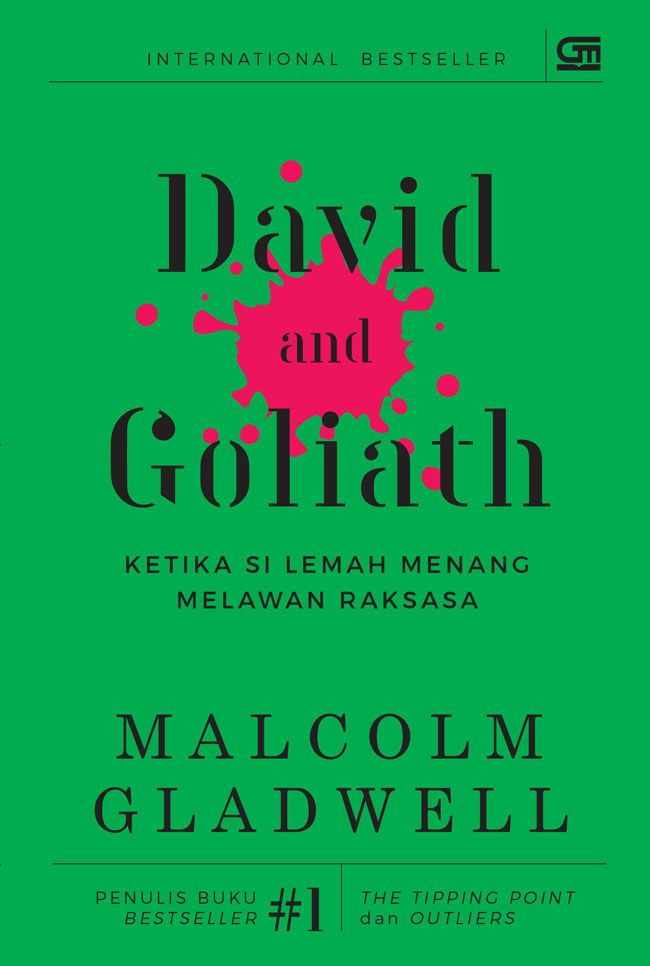 INTERNATIONAL BESTSELLER
GM
David
and
Goliath
KETIKA SI LEMAH MENANG
MELAWAN RAKSASA
MALCOLM
GLADWELL
PENULIS BUKU
BESTSELLER
#1
THE TIPPING POINT
dan OUTLIERS